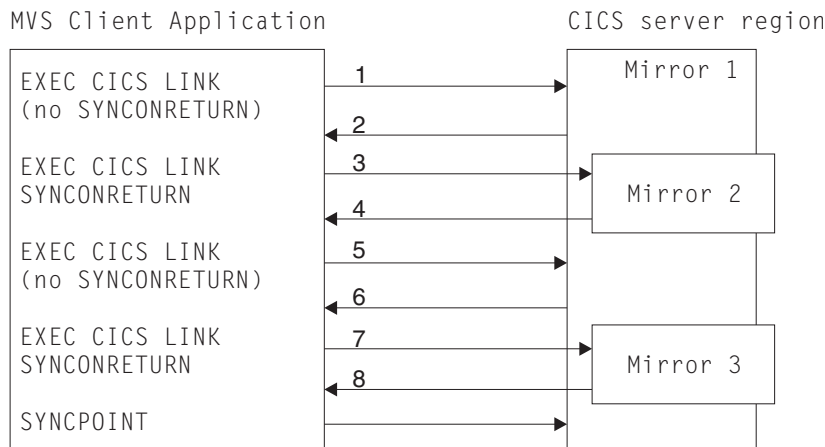 MVS Client Application
CICS server region
EXEC CICS LINK
(no SYNCONRETURN)
1
Mirror 1
2
EXEC CICS LINK
SYNCONRETURN
3
Mirror 2
4
EXEC CICS LINK
(no SYNCONRETURN)
5
6
EXEC CICS LINK
SYNCONRETURN
7
Mirror 3
8
SYNCPOINT